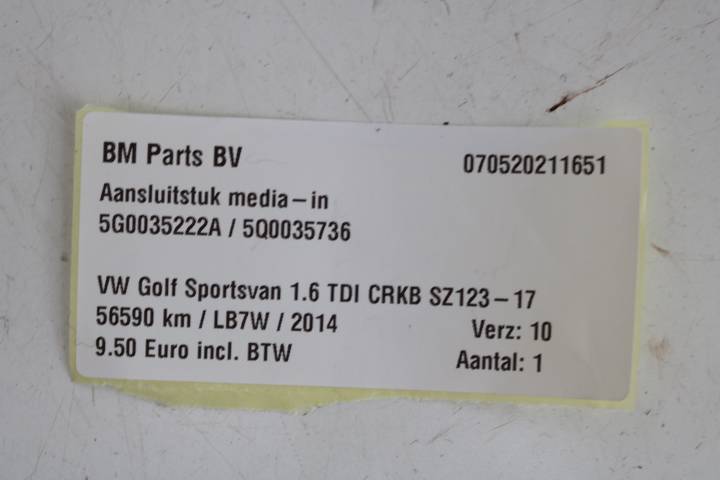 BM Parts BV 070520211651
Aansluitstuk media-in
5G0035222A / 5Q0035736
VW Golf Sportsvan 1.6 TDI CRKB SZ123-17
56590 km / LB7W / 2014 Verz: 10
9.50 Euro incl. BTW Aantal: 1